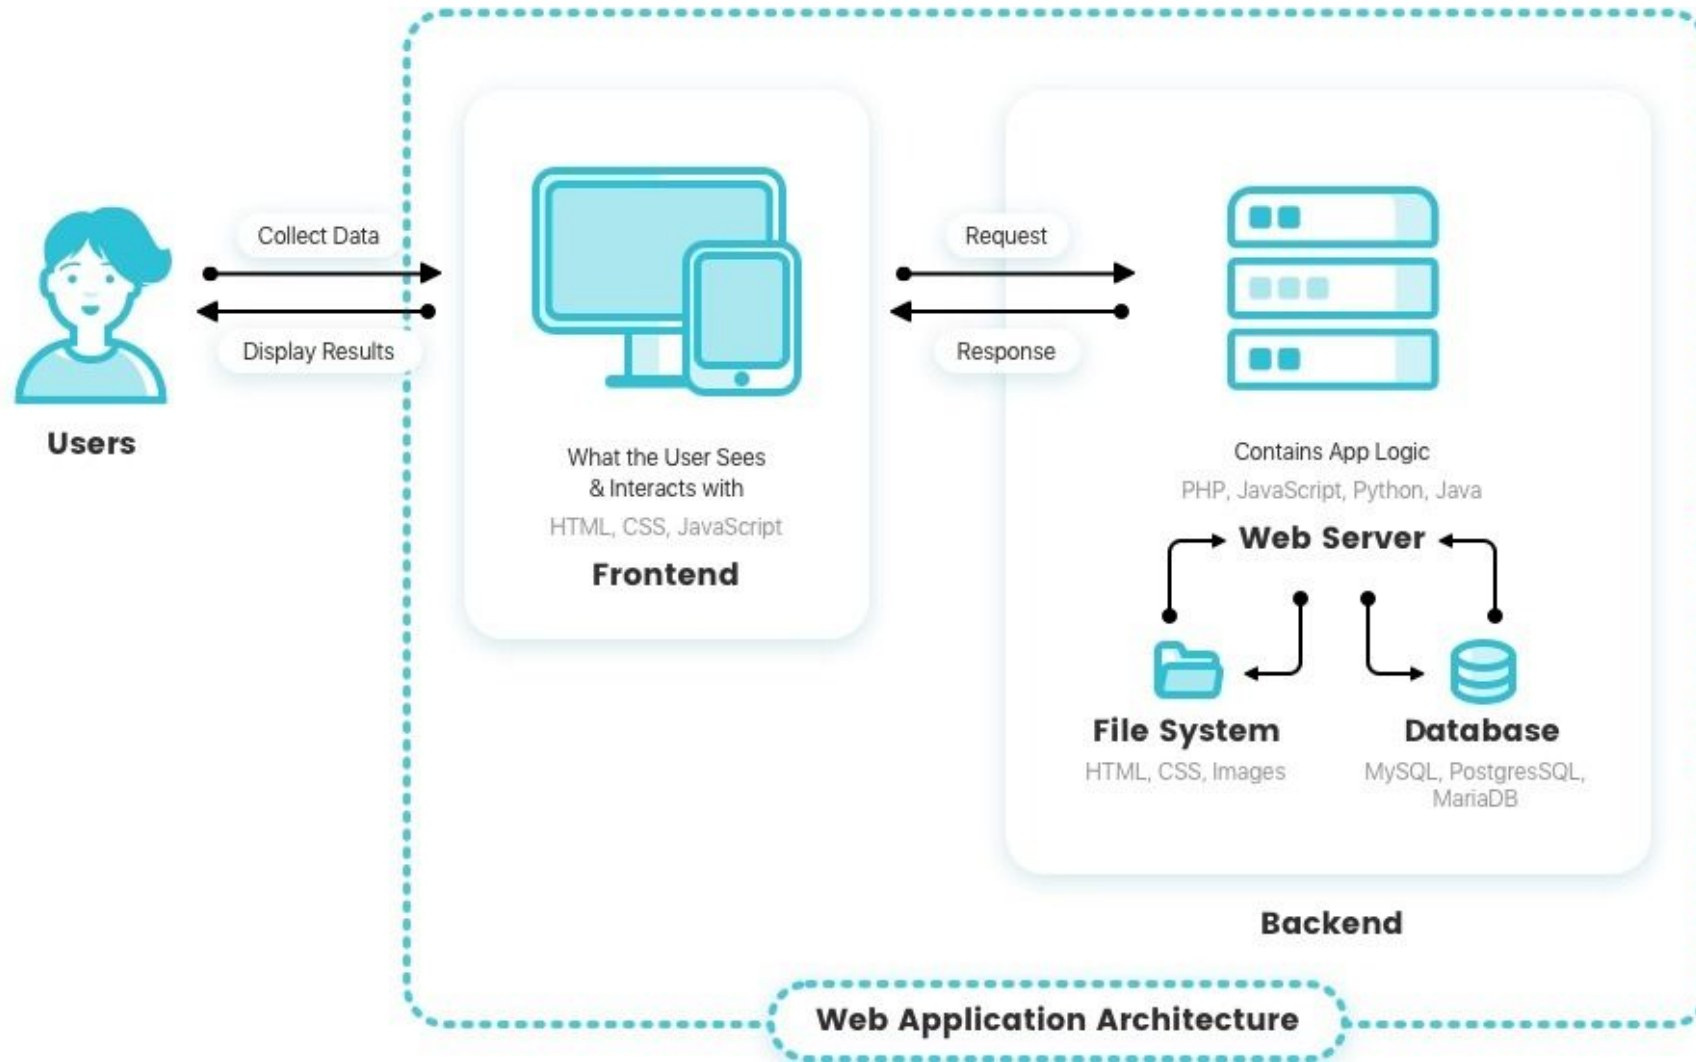 Collect Data
Display Results
Users
What the User Sees
& Interacts with
HTML, CSS, JavaScript
Frontend
Request
Response
Contains App Logic
PHP, JavaScript, Python, Java
Web Server
File System
HTML, CSS, Images
Database
MySQL, PostgresSQL,
MariaDB
Backend
Web Application Architecture